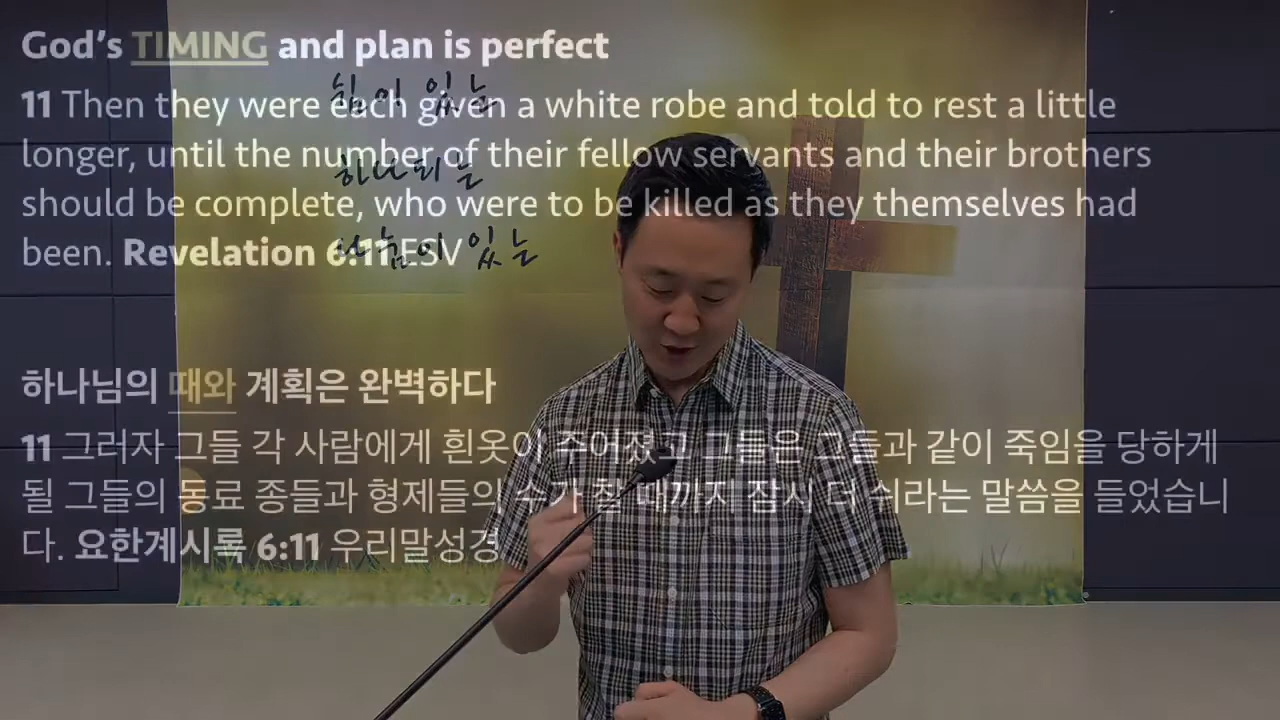 God's TIMING and plan is perfect
11 Then they were each given a white robe and told to rest a little
longer, until the number of their fellow servants and their brothers
should be complete, who were to be killed as they themselves had
been. Revelation 6:11 ESV
쉼이 있는
하나되는
나눔이 있는
하나님의 때와 계획은 완벽하다
11 그러자 그들 각 사람에게 흰옷이 주어졌고 그들은 그들과 같이 죽임을 당하게
될 그들의 동료 종들과 형제들의 수가 찰 때까지 잠시 더 쉬라는 말씀을 들었습니
다. 요한계시록 6:11 우리말성경